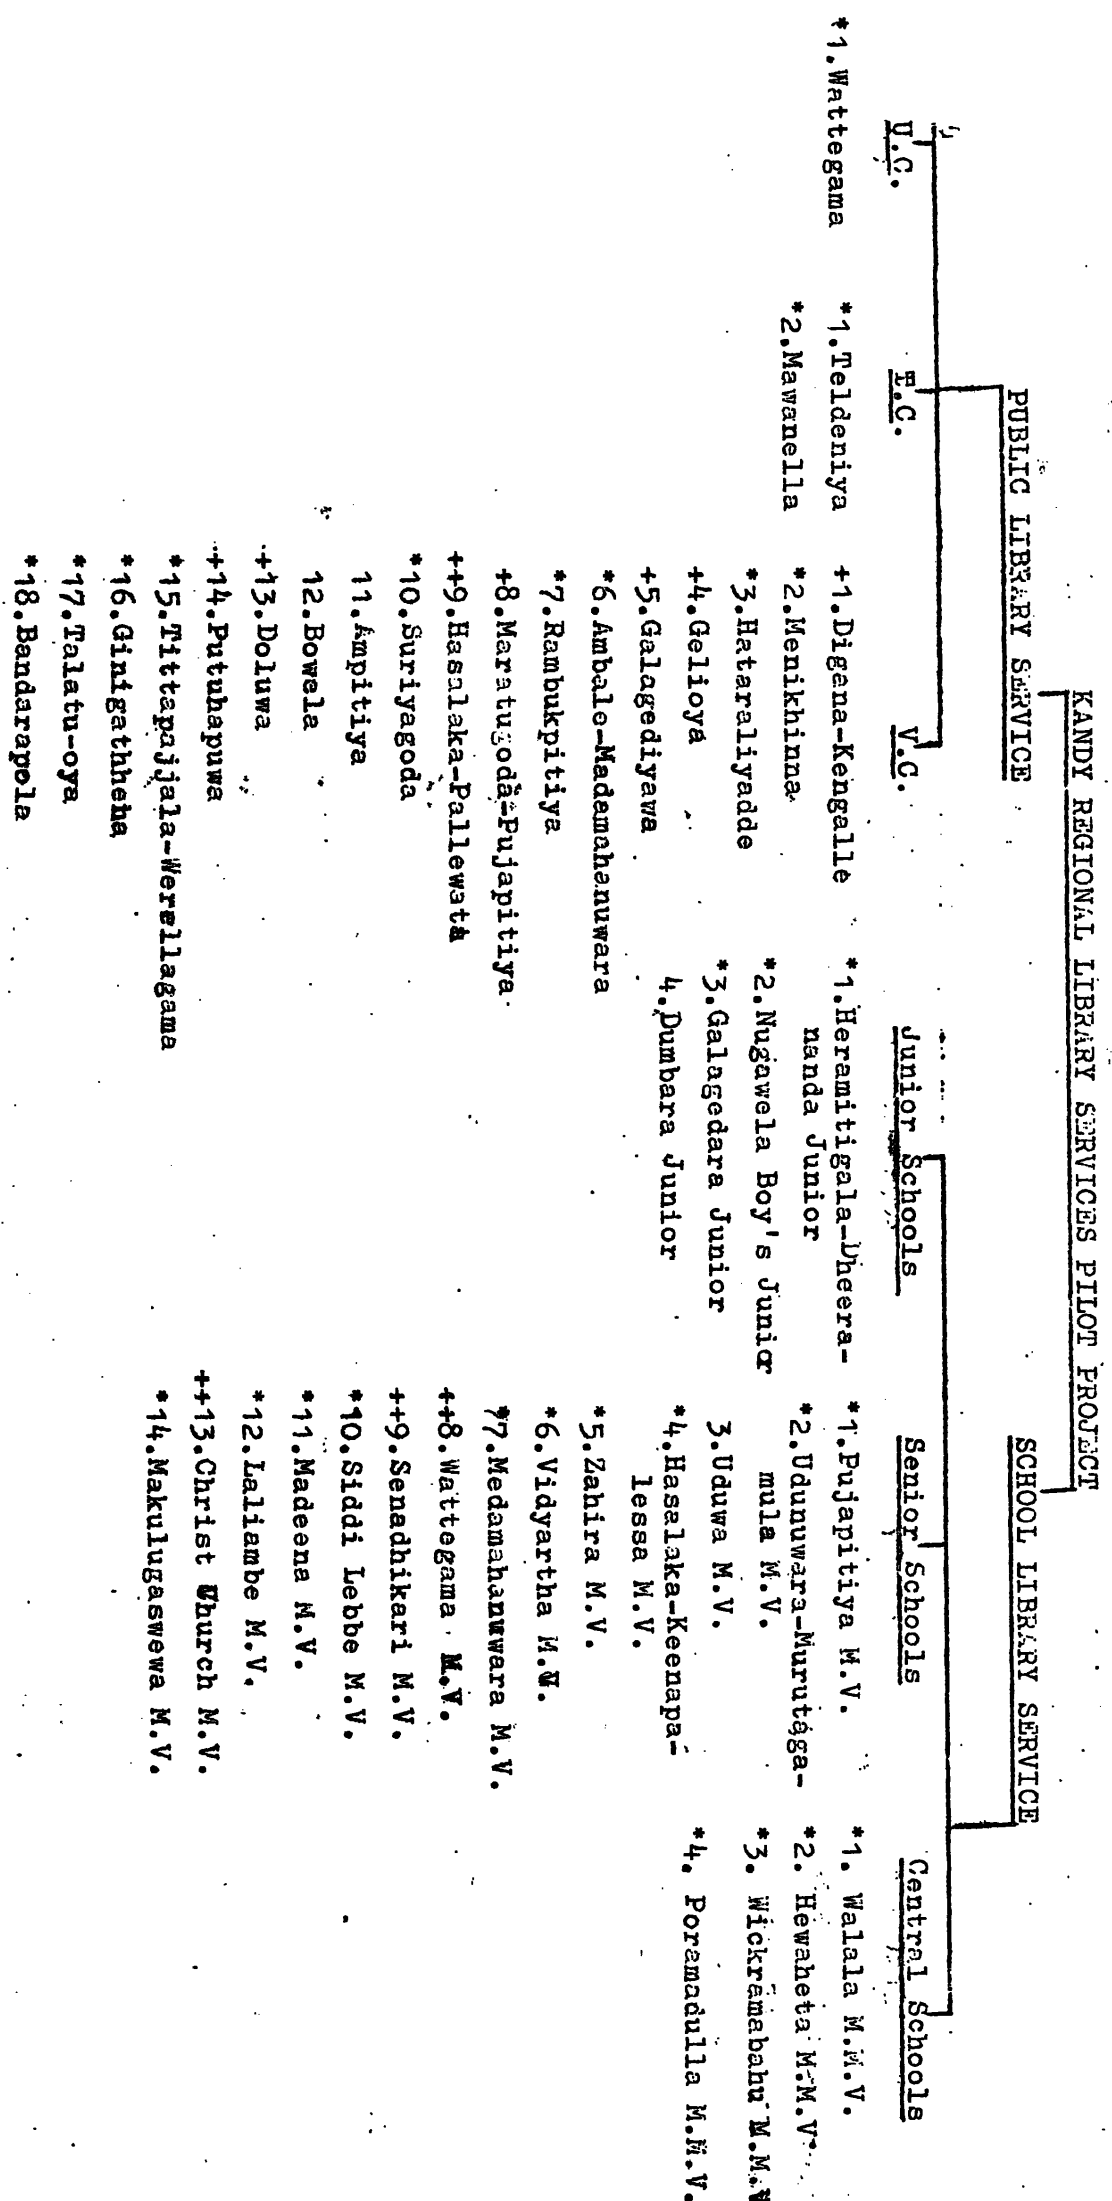 KANDY REGIONAL LIBRARY SERVICES PILOT PROJECT
PUBLIC LIBRARY SERVICE
SCHOOL LIBRARY SERVICE
U.C.
*1.Wattegama
T.C.
*1.Teldeniya
*2.Mawanella
V.C.
+1.Digana-Kengalle
*2.Menikhinna
*3.Hataraliyadde
+4.Gelioya
+5.Galagediyawa
*6.Ambale-Madamahanuwara
*7.Rambukpitiya
+8.Maratugoda-Pujapitiya
++9.Hasalaka-Pallewata
*10.Suriyagoda
11.Ampitiya
12.Bowela
+13.Doluwa
+14.Putuhapuwa
*15.Tittapajjala-Werellagama
*16.Ginigathhena
*17.Talatu-oya
*18.Bandarapola
Junior Schools
*1.Heramitigala-Dheera-
nanda Junior
*2.Nugawela Boy's Junior
*3.Galagedara Junior
4.Dumbara Junior
Senior Schools
*1.Pujapitiya M.V.
*2.Udunuwara-Murutaga-
mula M.V.
3.Uduwa M.V.
*4.Hasalaka-Keenapa-
lessa M.V.
*5.Zahira M.V.
*6.Vidyartha M.V.
*7.Medamahanuwara M.V.
++8.Wattegama M.V.
++9.Senadhikari M.V.
*10.Siddi Lebbe M.V.
*11.Madeena M.V.
*12.Laliambe M.V.
++13.Christ Church M.V.
*14.Makulugaswewa M.V.
Central Schools
*1. Walala M.M.V.
*2. Hewaheta M.M.V.
*3. Wickramabahu M.M.V
*4. Poramadulla M.M.V.